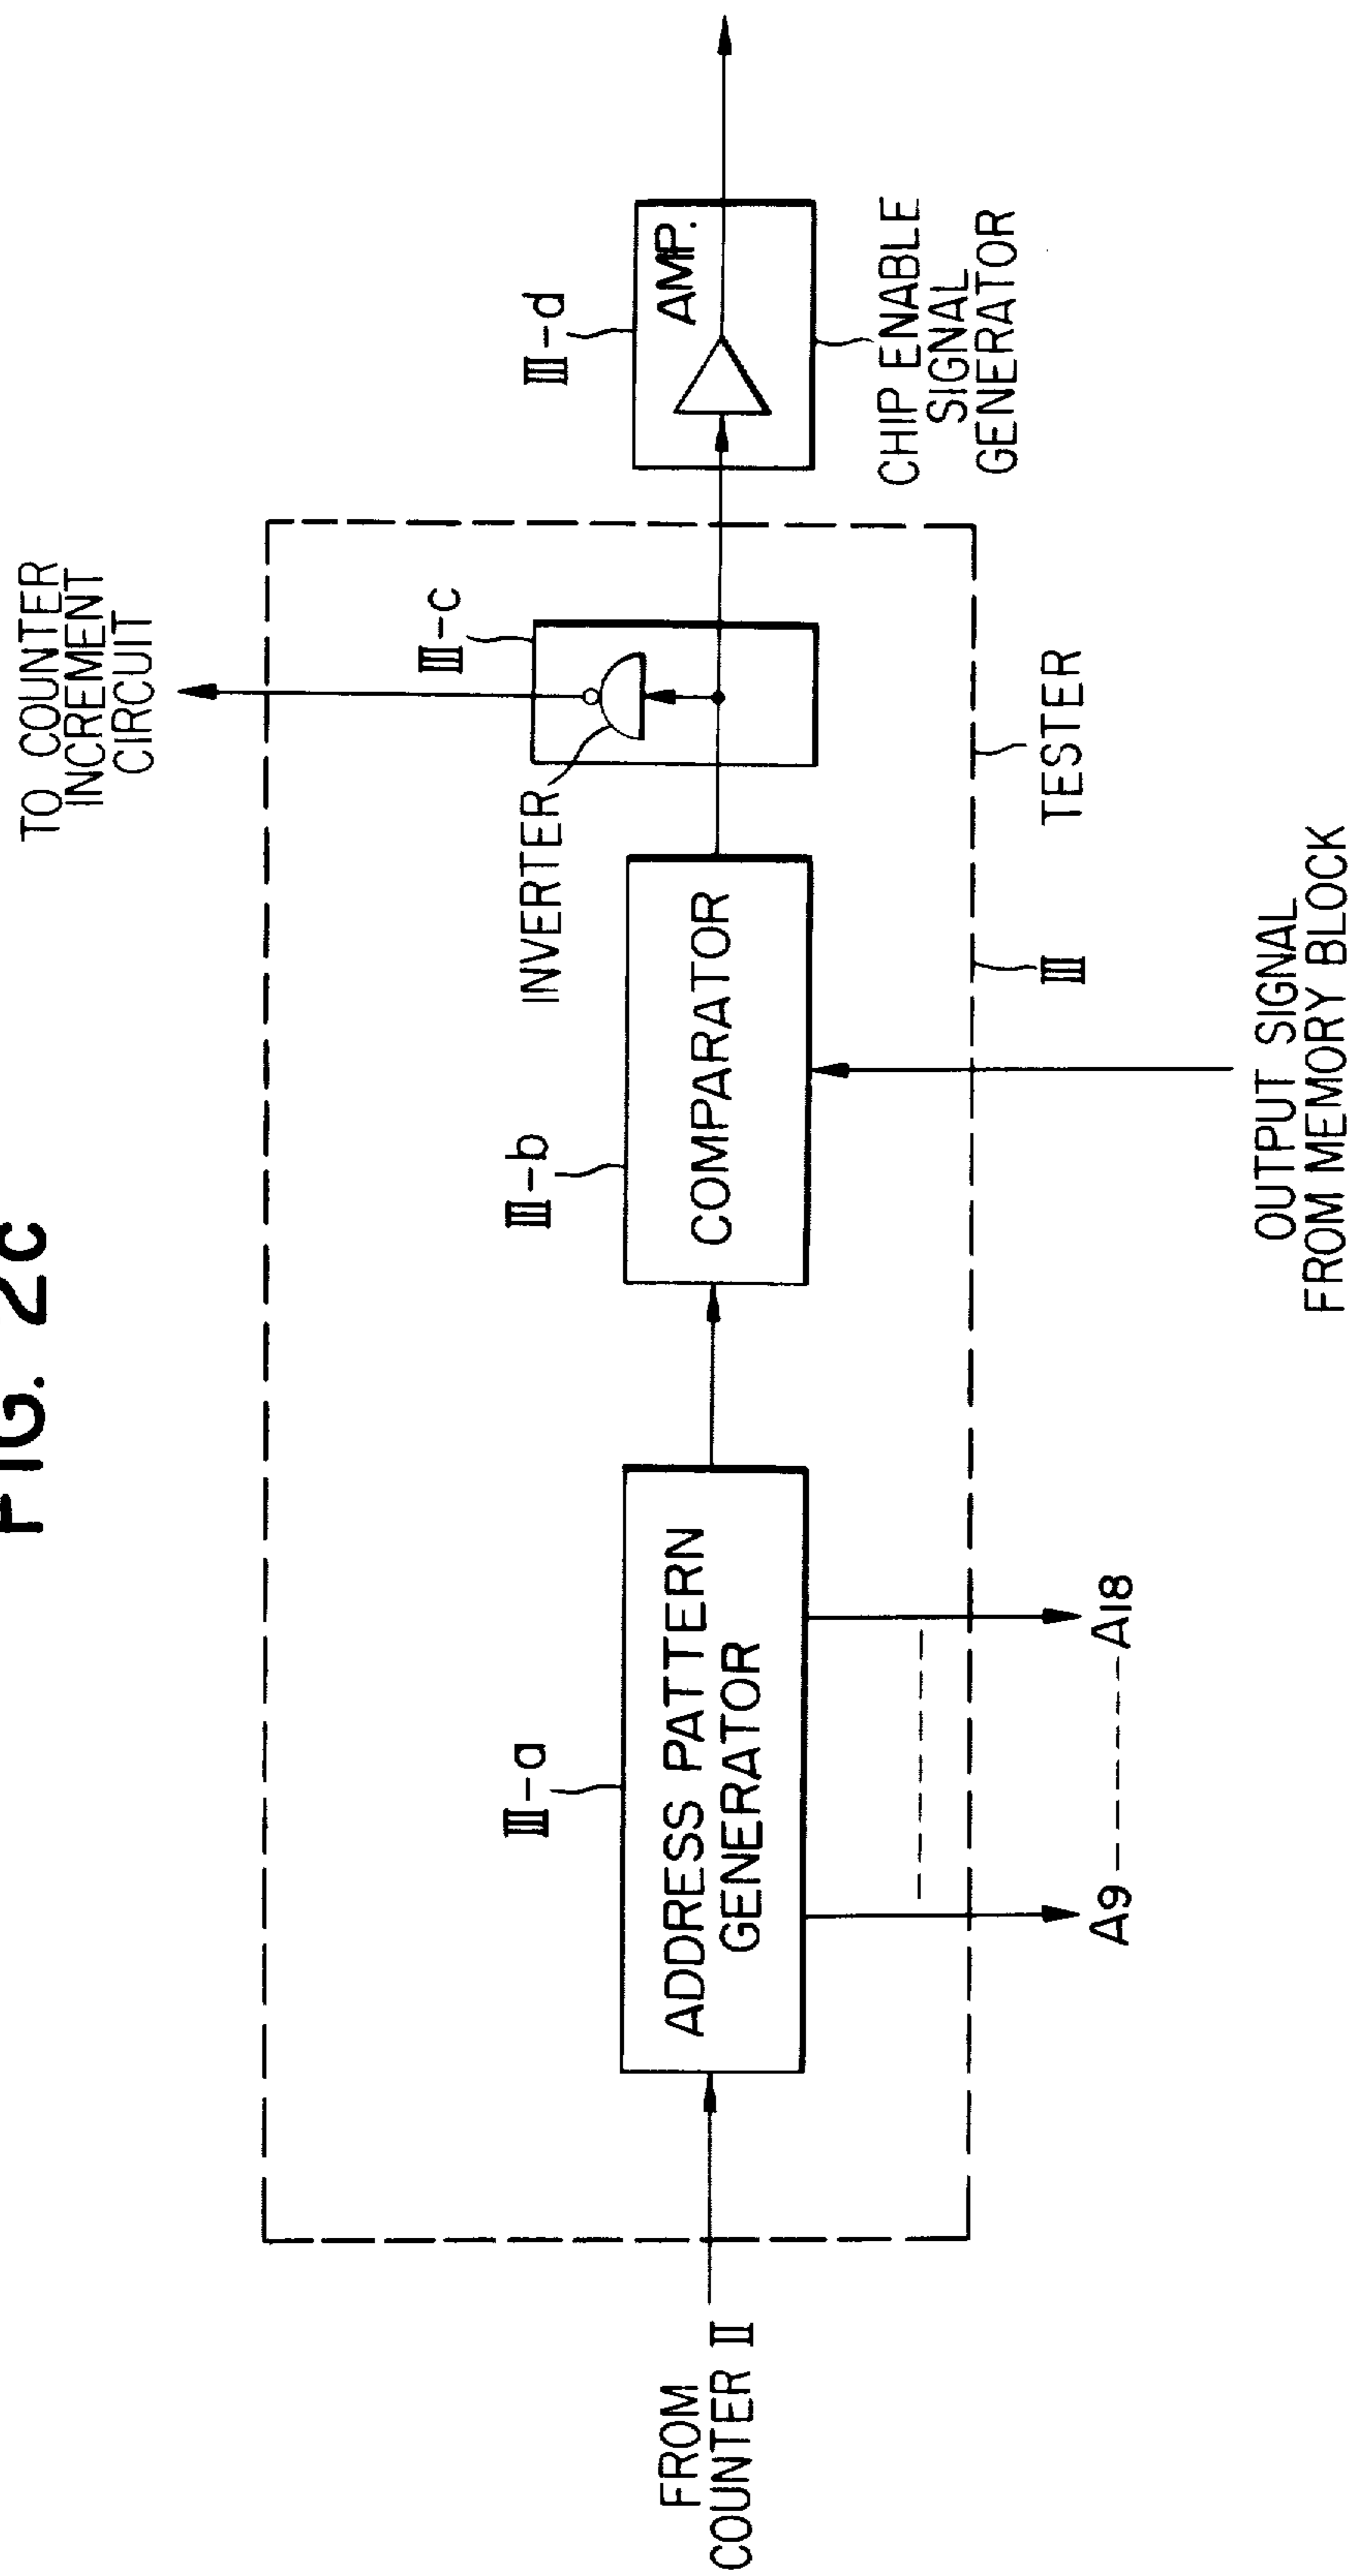 FIG. 2c
TO COUNTER
INCREMENT
CIRCUIT
III-a
ADDRESS PATTERN
GENERATOR
III-b
COMPARATOR
INVERTER
III-c
III-d
AMP.
CHIP ENABLE
SIGNAL
GENERATOR
FROM
COUNTER II
A9
A18
III
TESTER
OUTPUT SIGNAL
FROM MEMORY BLOCK